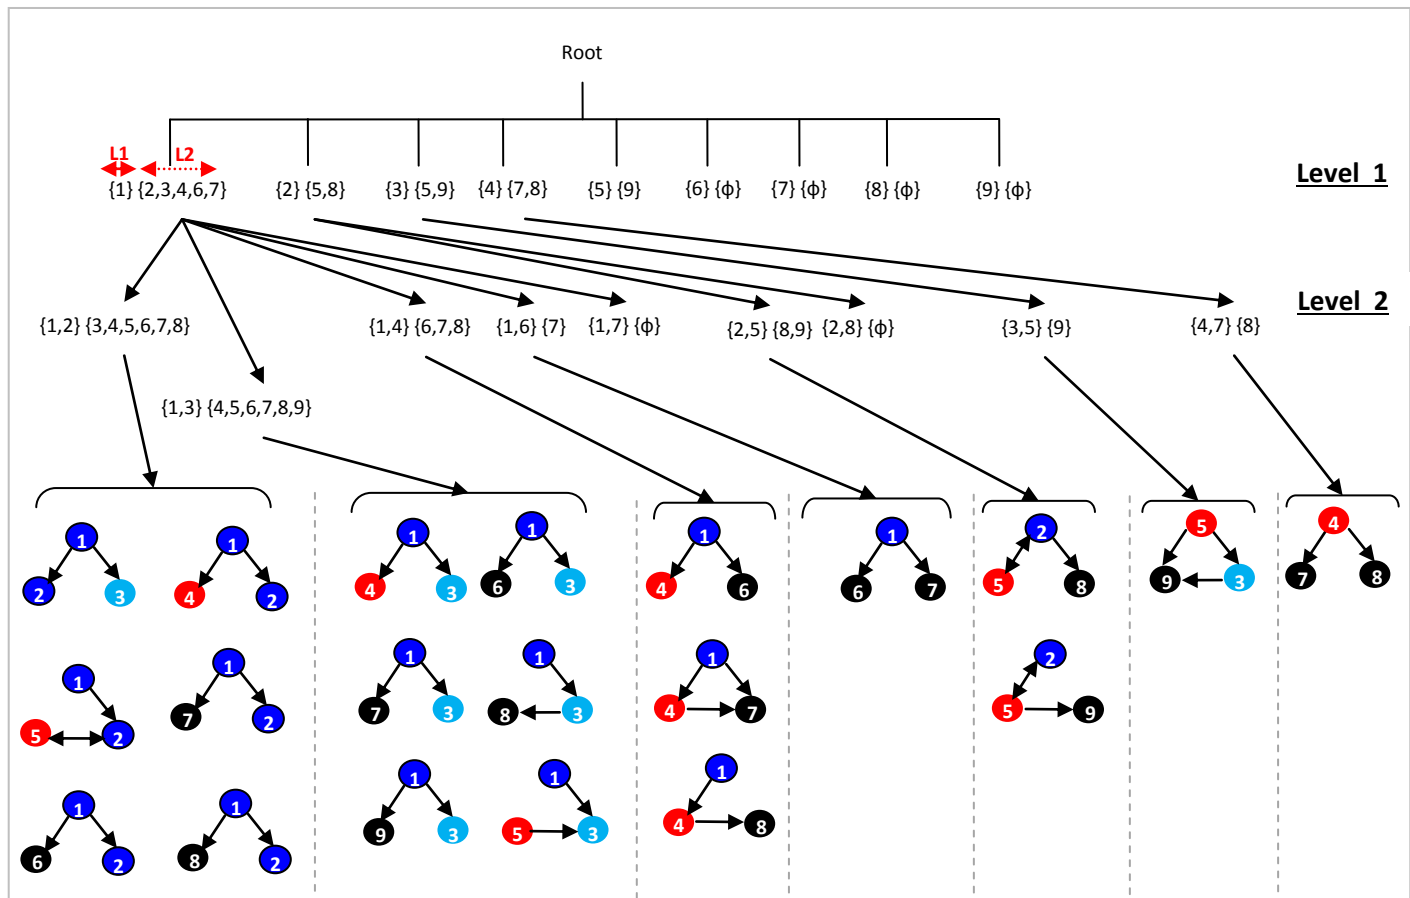 Root
L1 L2
Level 1
{1} {2,3,4,6,7} {2} {5,8} {3} {5,9} {4} {7,8} {5} {9} {6} {ϕ} {7} {ϕ} {8} {ϕ} {9} {ϕ}
Level 2
{1,2} {3,4,5,6,7,8} {1,4} {6,7,8} {1,6} {7} {1,7} {ϕ} {2,5} {8,9} {2,8} {ϕ} {3,5} {9} {4,7} {8}
{1,3} {4,5,6,7,8,9}
1 1 1 1 1 1 2 5 4
2 3 4 2 4 3 6 3 4 6 6 7 5 8 9 3 7 8
1 1 1 1 1 2
5 2 7 2 7 3 8 3 4 7 5 9
1 1 1 1 1
6 2 8 2 9 3 5 3 4 8